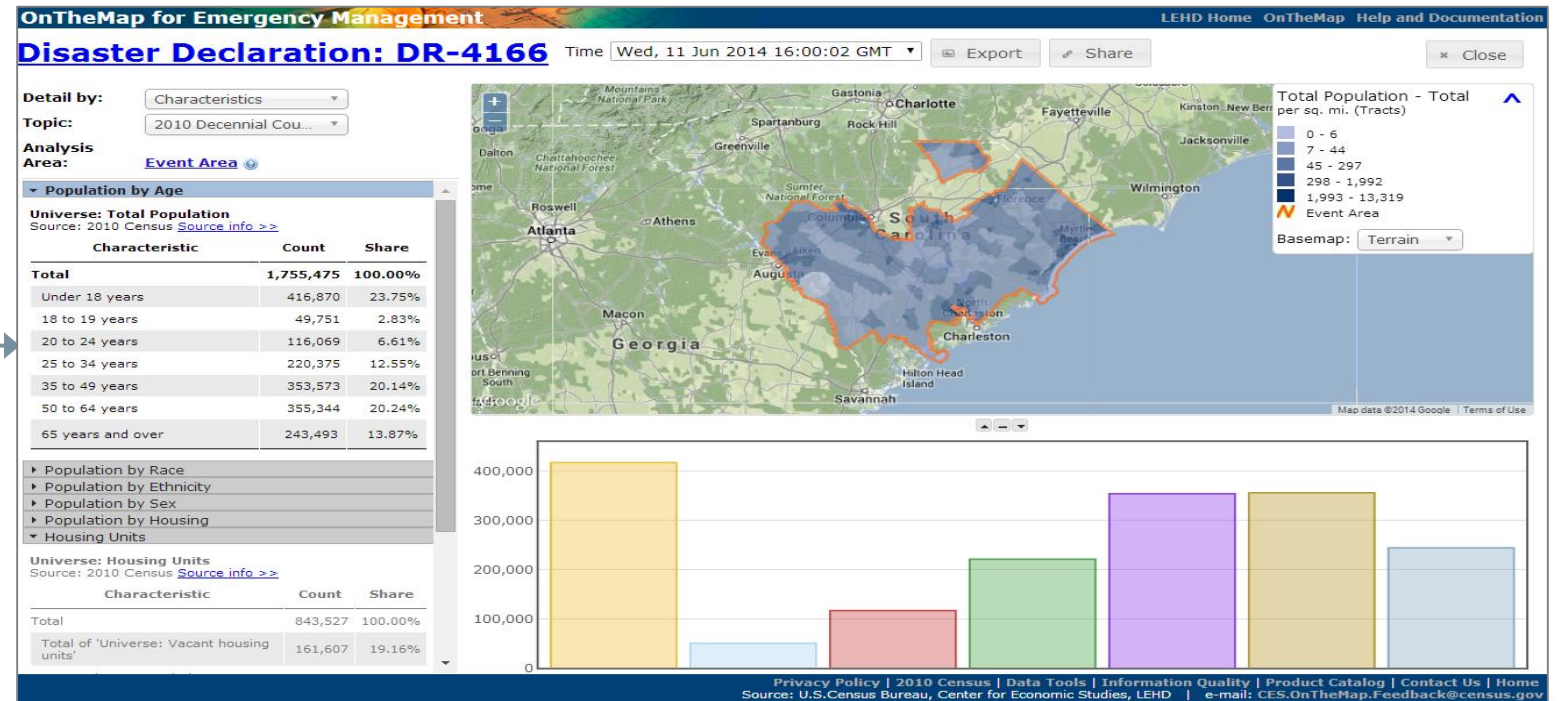 OnTheMap for Emergency Management
LEHD Home OnTheMap Help and Documentation
Disaster Declaration: DR-4166
Time Wed, 11 Jun 2014 16:00:02 GMT
Export
Share
Close
Detail by: Characteristics
Topic: 2010 Decennial Cou...
Analysis
Area: Event Area
Population by Age
Universe: Total Population
Source: 2010 Census Source info >>
Characteristic Count Share
Total 1,755,475 100.00%
Under 18 years 416,870 23.75%
18 to 19 years 49,751 2.83%
20 to 24 years 116,069 6.61%
25 to 34 years 220,375 12.55%
35 to 49 years 353,573 20.14%
50 to 64 years 355,344 20.24%
65 years and over 243,493 13.87%
Population by Race
Population by Ethnicity
Population by Sex
Population by Housing
Housing Units
Universe: Housing Units
Source: 2010 Census Source info >>
Characteristic Count Share
Total 843,527 100.00%
Total of 'Universe: Vacant housing
units' 161,607 19.16%
Mountains
National Park
Gastonia
Charlotte
Spartanburg
Rock Hill
Fayetteville
Kinston
New Bern
Jacksonville
Greenville
Dalton
Chattahoochee
National Forest
Sumter
National Forest
Wilmington
Florence
Roswell
Atlanta
Athens
Columbia
South
Carolina
Myrtle
Beach
Evans
Aiken
Augusta
Macon
Georgia
North
Charleston
Charleston
ort Benning
South
Hilton Head
Island
Savannah
Google
Map data ©2014 Google
Terms of Use
Total Population - Total
per sq. mi. (Tracts)
0 - 6
7 - 44
45 - 297
298 - 1,992
1,993 - 13,319
Event Area
Basemap: Terrain
400,000
300,000
200,000
100,000
0
Privacy Policy | 2010 Census | Data Tools | Information Quality | Product Catalog | Contact Us | Home
Source: U.S.Census Bureau, Center for Economic Studies, LEHD | e-mail: CES.OnTheMap.Feedback@census.gov